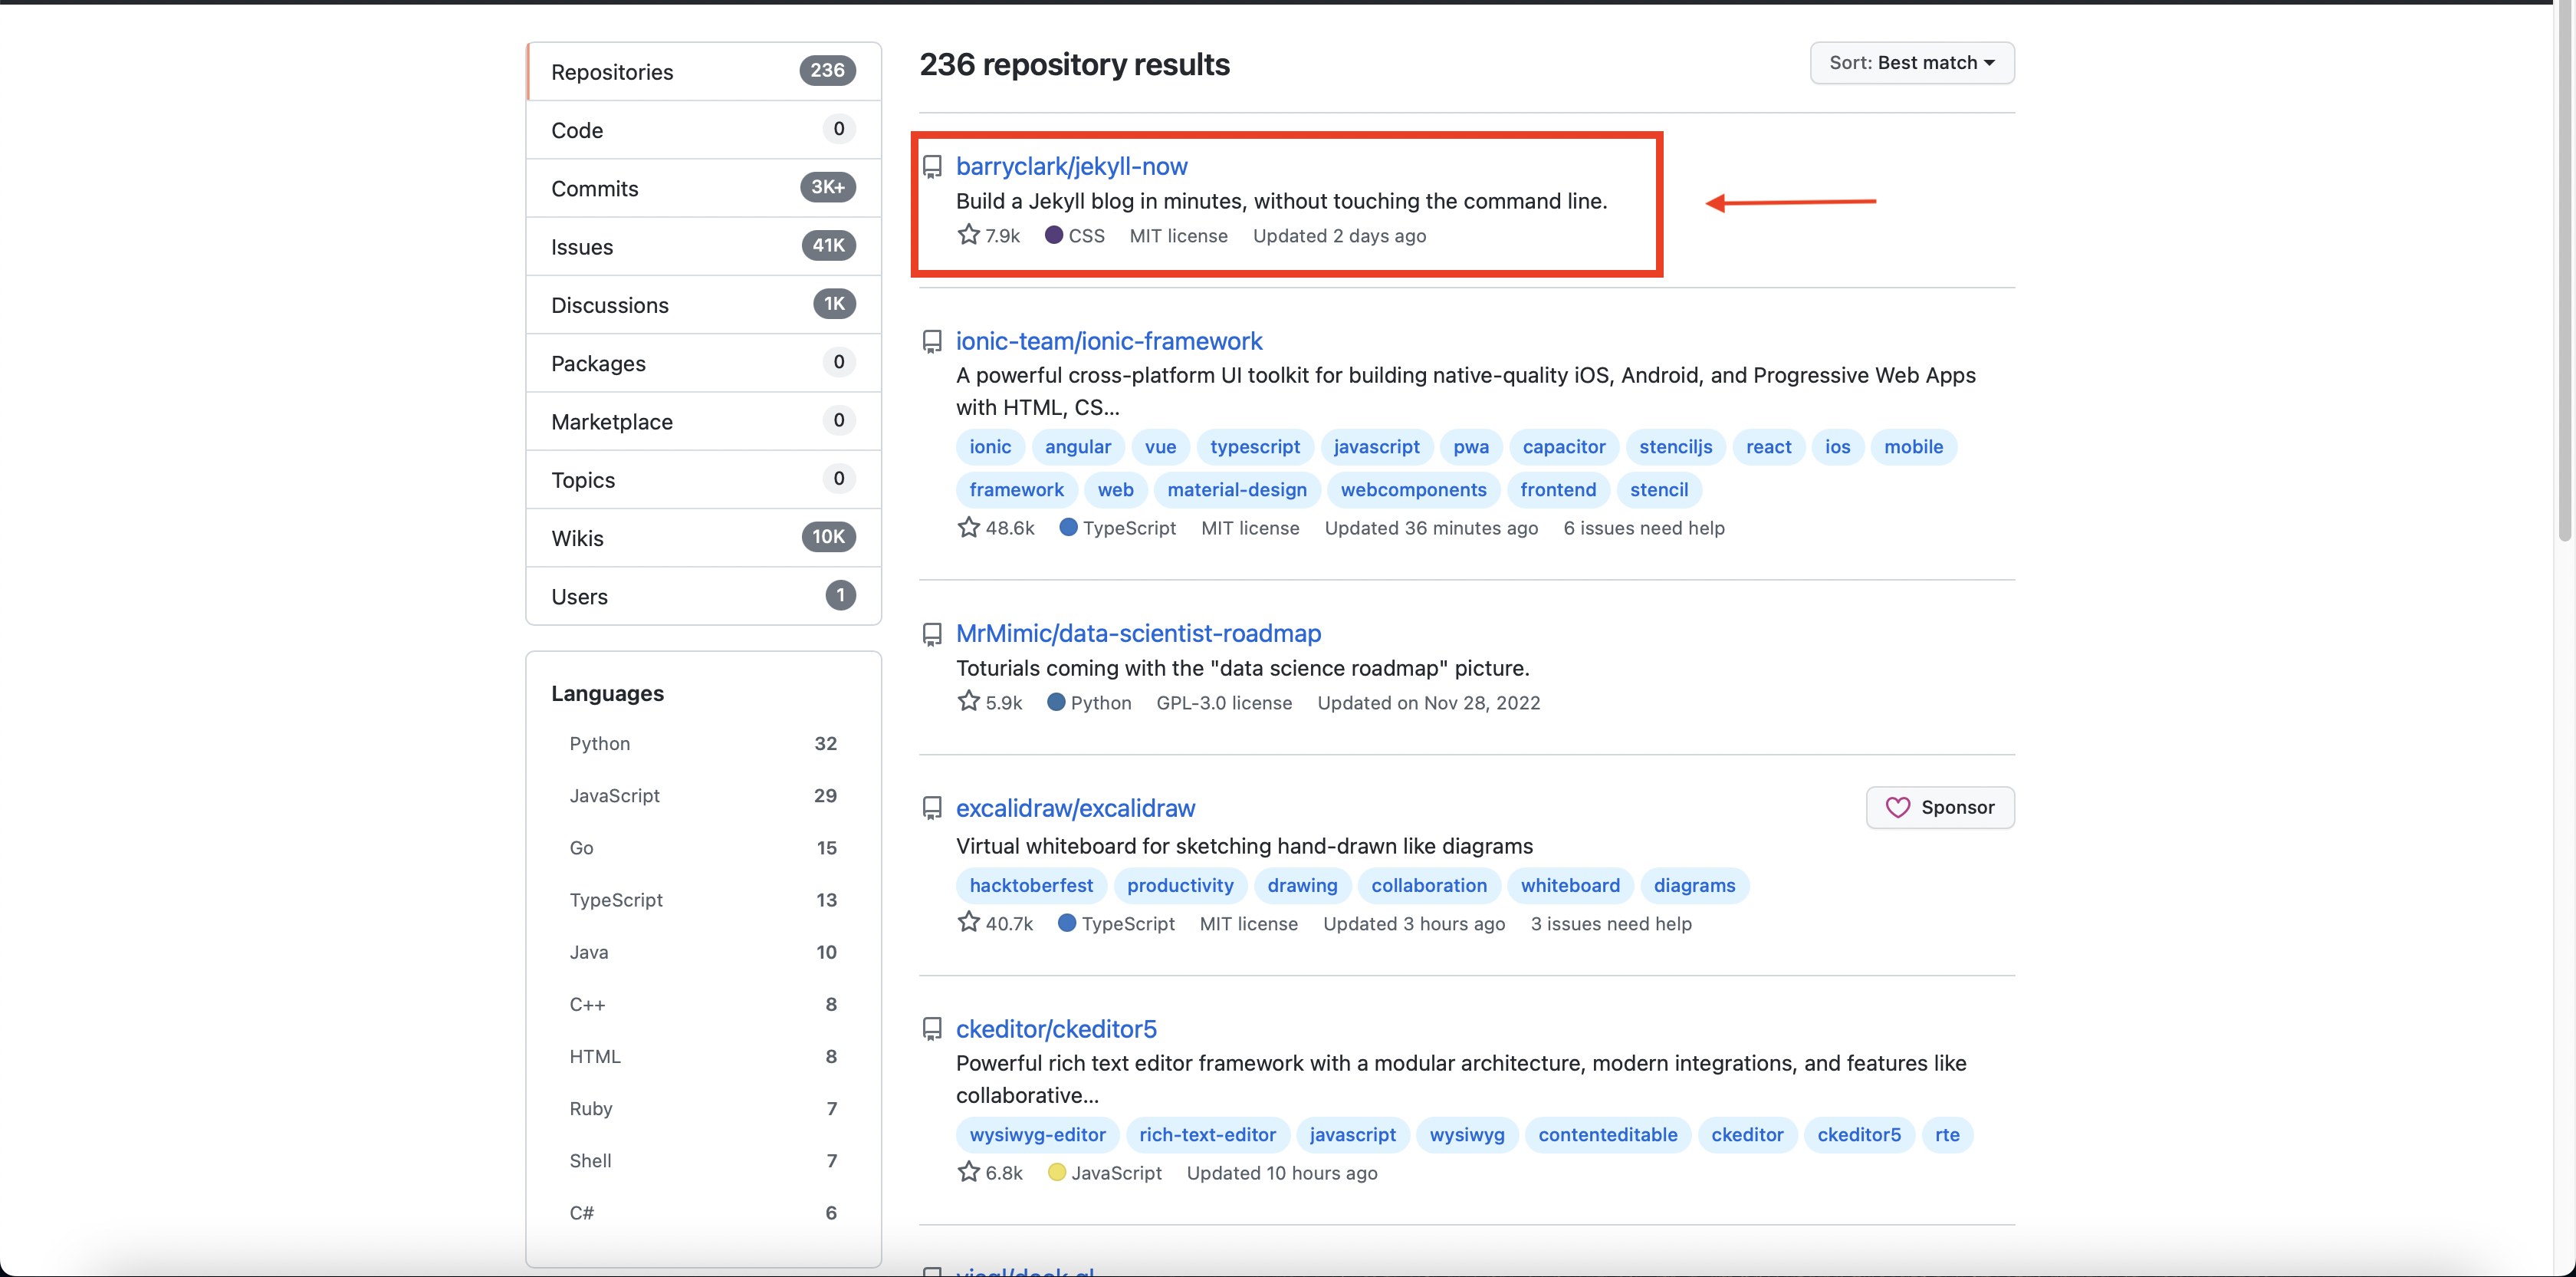 Repositories 236
Code 0
Commits 3K+
Issues 41K
Discussions 1K
Packages 0
Marketplace 0
Topics 0
Wikis 10K
Users 1
Languages
Python 32
JavaScript 29
Go 15
TypeScript 13
Java 10
C++ 8
HTML 8
Ruby 7
Shell 7
C# 6
236 repository results
Sort: Best match
barryclark/jekyll-now
Build a Jekyll blog in minutes, without touching the command line.
7.9k CSS MIT license Updated 2 days ago
ionic-team/ionic-framework
A powerful cross-platform UI toolkit for building native-quality iOS, Android, and Progressive Web Apps
with HTML, CS...
ionic angular vue typescript javascript pwa capacitor stenciljs react ios mobile
framework web material-design webcomponents frontend stencil
48.6k TypeScript MIT license Updated 36 minutes ago 6 issues need help
MrMimic/data-scientist-roadmap
Toturials coming with the "data science roadmap" picture.
5.9k Python GPL-3.0 license Updated on Nov 28, 2022
excalidraw/excalidraw
Sponsor
Virtual whiteboard for sketching hand-drawn like diagrams
hacktoberfest productivity drawing collaboration whiteboard diagrams
40.7k TypeScript MIT license Updated 3 hours ago 3 issues need help
ckeditor/ckeditor5
Powerful rich text editor framework with a modular architecture, modern integrations, and features like
collaborative...
wysiwyg-editor rich-text-editor javascript wysiwyg contenteditable ckeditor ckeditor5 rte
6.8k JavaScript Updated 10 hours ago